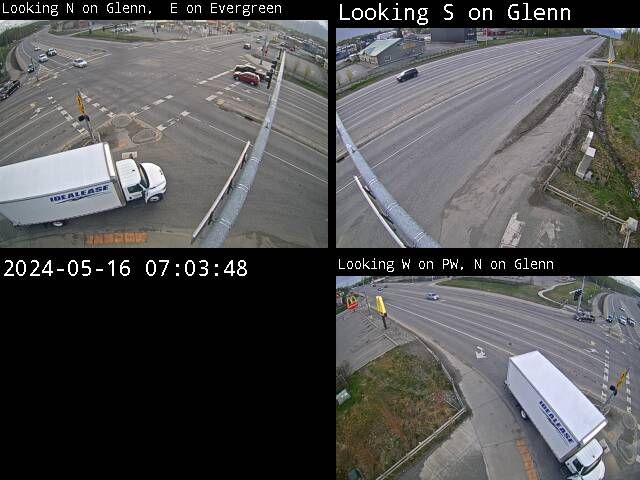 Looking N on Glenn,  E on Evergreen
Looking S on Glenn
IDEALEASE
2024-05-16 07:03:48
Looking W on PW, N on Glenn
IDEALEASE